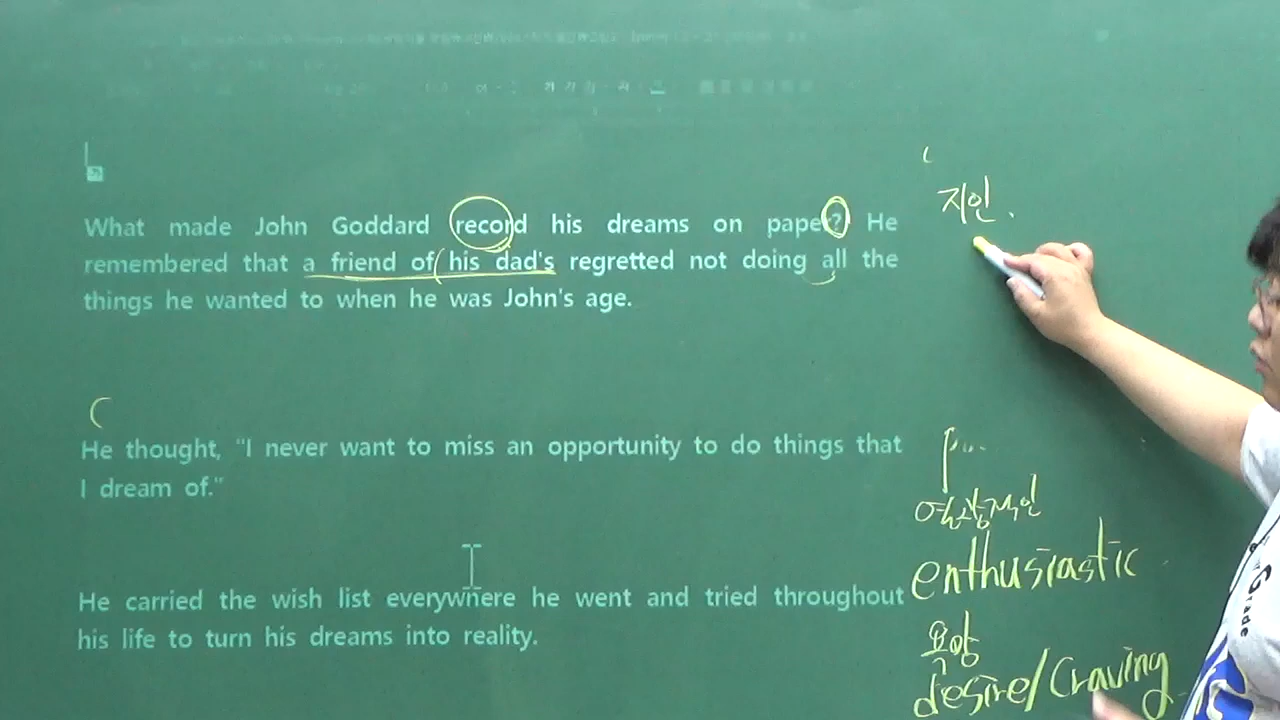 What made John Goddard record his dreams on paper? He
remembered that a friend of his dad's regretted not doing all the
things he wanted to when he was John's age.
지인.
He thought, "I never want to miss an opportunity to do things that
I dream of."
열광적인
enthusiastic
He carried the wish list everywhere he went and tried throughout
his life to turn his dreams into reality.
욕망
desire/craving
Grade